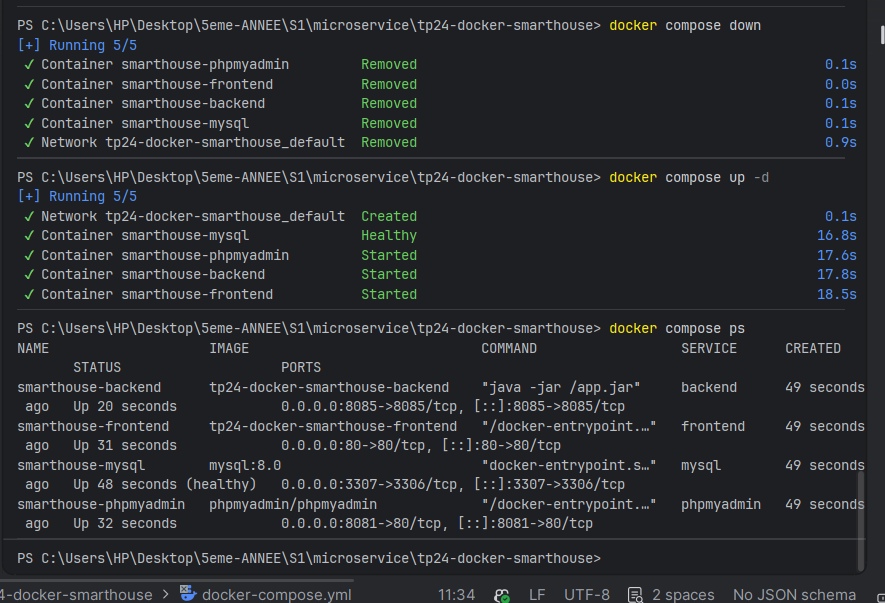 PS C:\Users\HP\Desktop\5eme-ANNEE\S1\microservice\tp24-docker-smarthouse> docker compose down
[+] Running 5/5
✓ Container smarthouse-phpmyadmin Removed 0.1s
✓ Container smarthouse-frontend Removed 0.0s
✓ Container smarthouse-backend Removed 0.1s
✓ Container smarthouse-mysql Removed 0.1s
✓ Network tp24-docker-smarthouse_default Removed 0.9s
PS C:\Users\HP\Desktop\5eme-ANNEE\S1\microservice\tp24-docker-smarthouse> docker compose up -d
[+] Running 5/5
✓ Network tp24-docker-smarthouse_default Created 0.1s
✓ Container smarthouse-mysql Healthy 16.8s
✓ Container smarthouse-phpmyadmin Started 17.6s
✓ Container smarthouse-backend Started 17.8s
✓ Container smarthouse-frontend Started 18.5s
PS C:\Users\HP\Desktop\5eme-ANNEE\S1\microservice\tp24-docker-smarthouse> docker compose ps
NAME IMAGE COMMAND SERVICE CREATED
STATUS PORTS
smarthouse-backend tp24-docker-smarthouse-backend "java -jar /app.jar" backend 49 seconds
ago Up 20 seconds 0.0.0.0:8085->8085/tcp, [::]:8085->8085/tcp
smarthouse-frontend tp24-docker-smarthouse-frontend "/docker-entrypoint.…" frontend 49 seconds
ago Up 31 seconds 0.0.0.0:80->80/tcp, [::]:80->80/tcp
smarthouse-mysql mysql:8.0 "docker-entrypoint.s…" mysql 49 seconds
ago Up 48 seconds (healthy) 0.0.0.0:3307->3306/tcp, [::]:3307->3306/tcp
smarthouse-phpmyadmin phpmyadmin/phpmyadmin "/docker-entrypoint.…" phpmyadmin 49 seconds
ago Up 32 seconds 0.0.0.0:8081->80/tcp, [::]:8081->80/tcp
PS C:\Users\HP\Desktop\5eme-ANNEE\S1\microservice\tp24-docker-smarthouse>
4-docker-smarthouse > docker-compose.yml 11:34 LF UTF-8 2 spaces No JSON schema